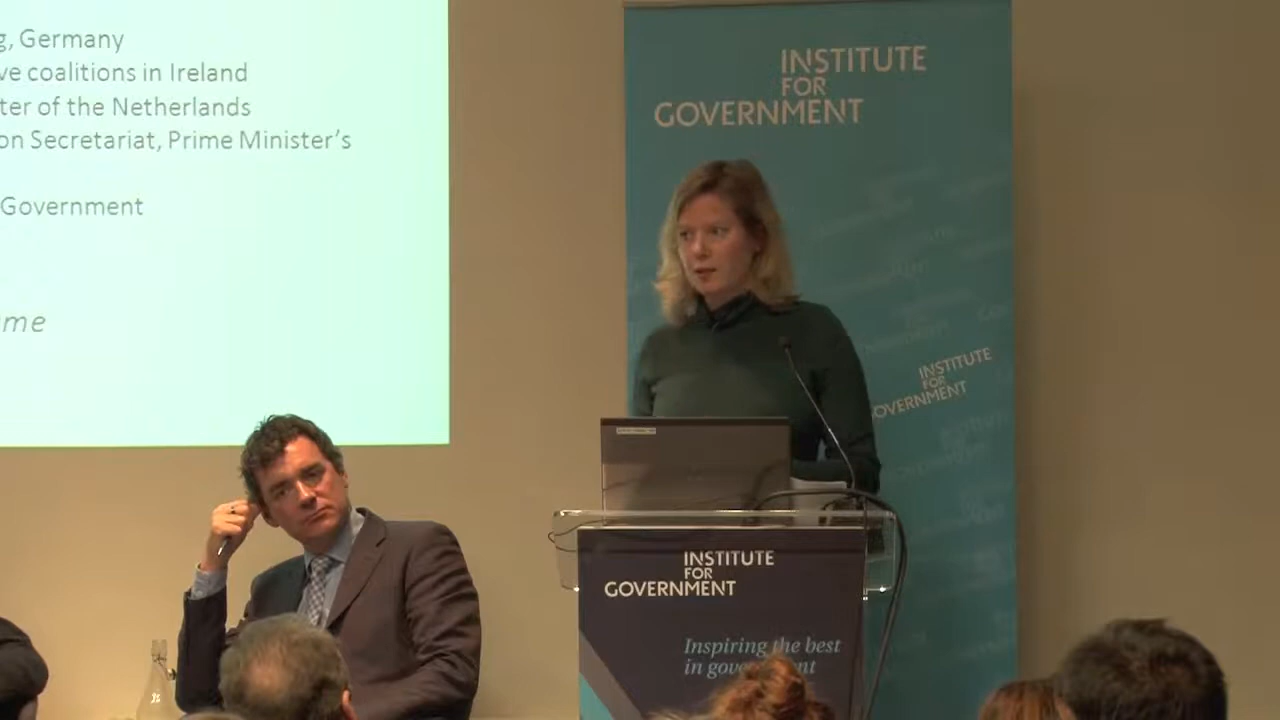 g, Germany
ve coalitions in Ireland
ter of the Netherlands
on Secretariat, Prime Minister's
Government
me
INSTITUTE
FOR
GOVERNMENT
INSTITUTE
FOR
GOVERNMENT
INSTITUTE
FOR
GOVERNMENT
Inspiring the best
in government